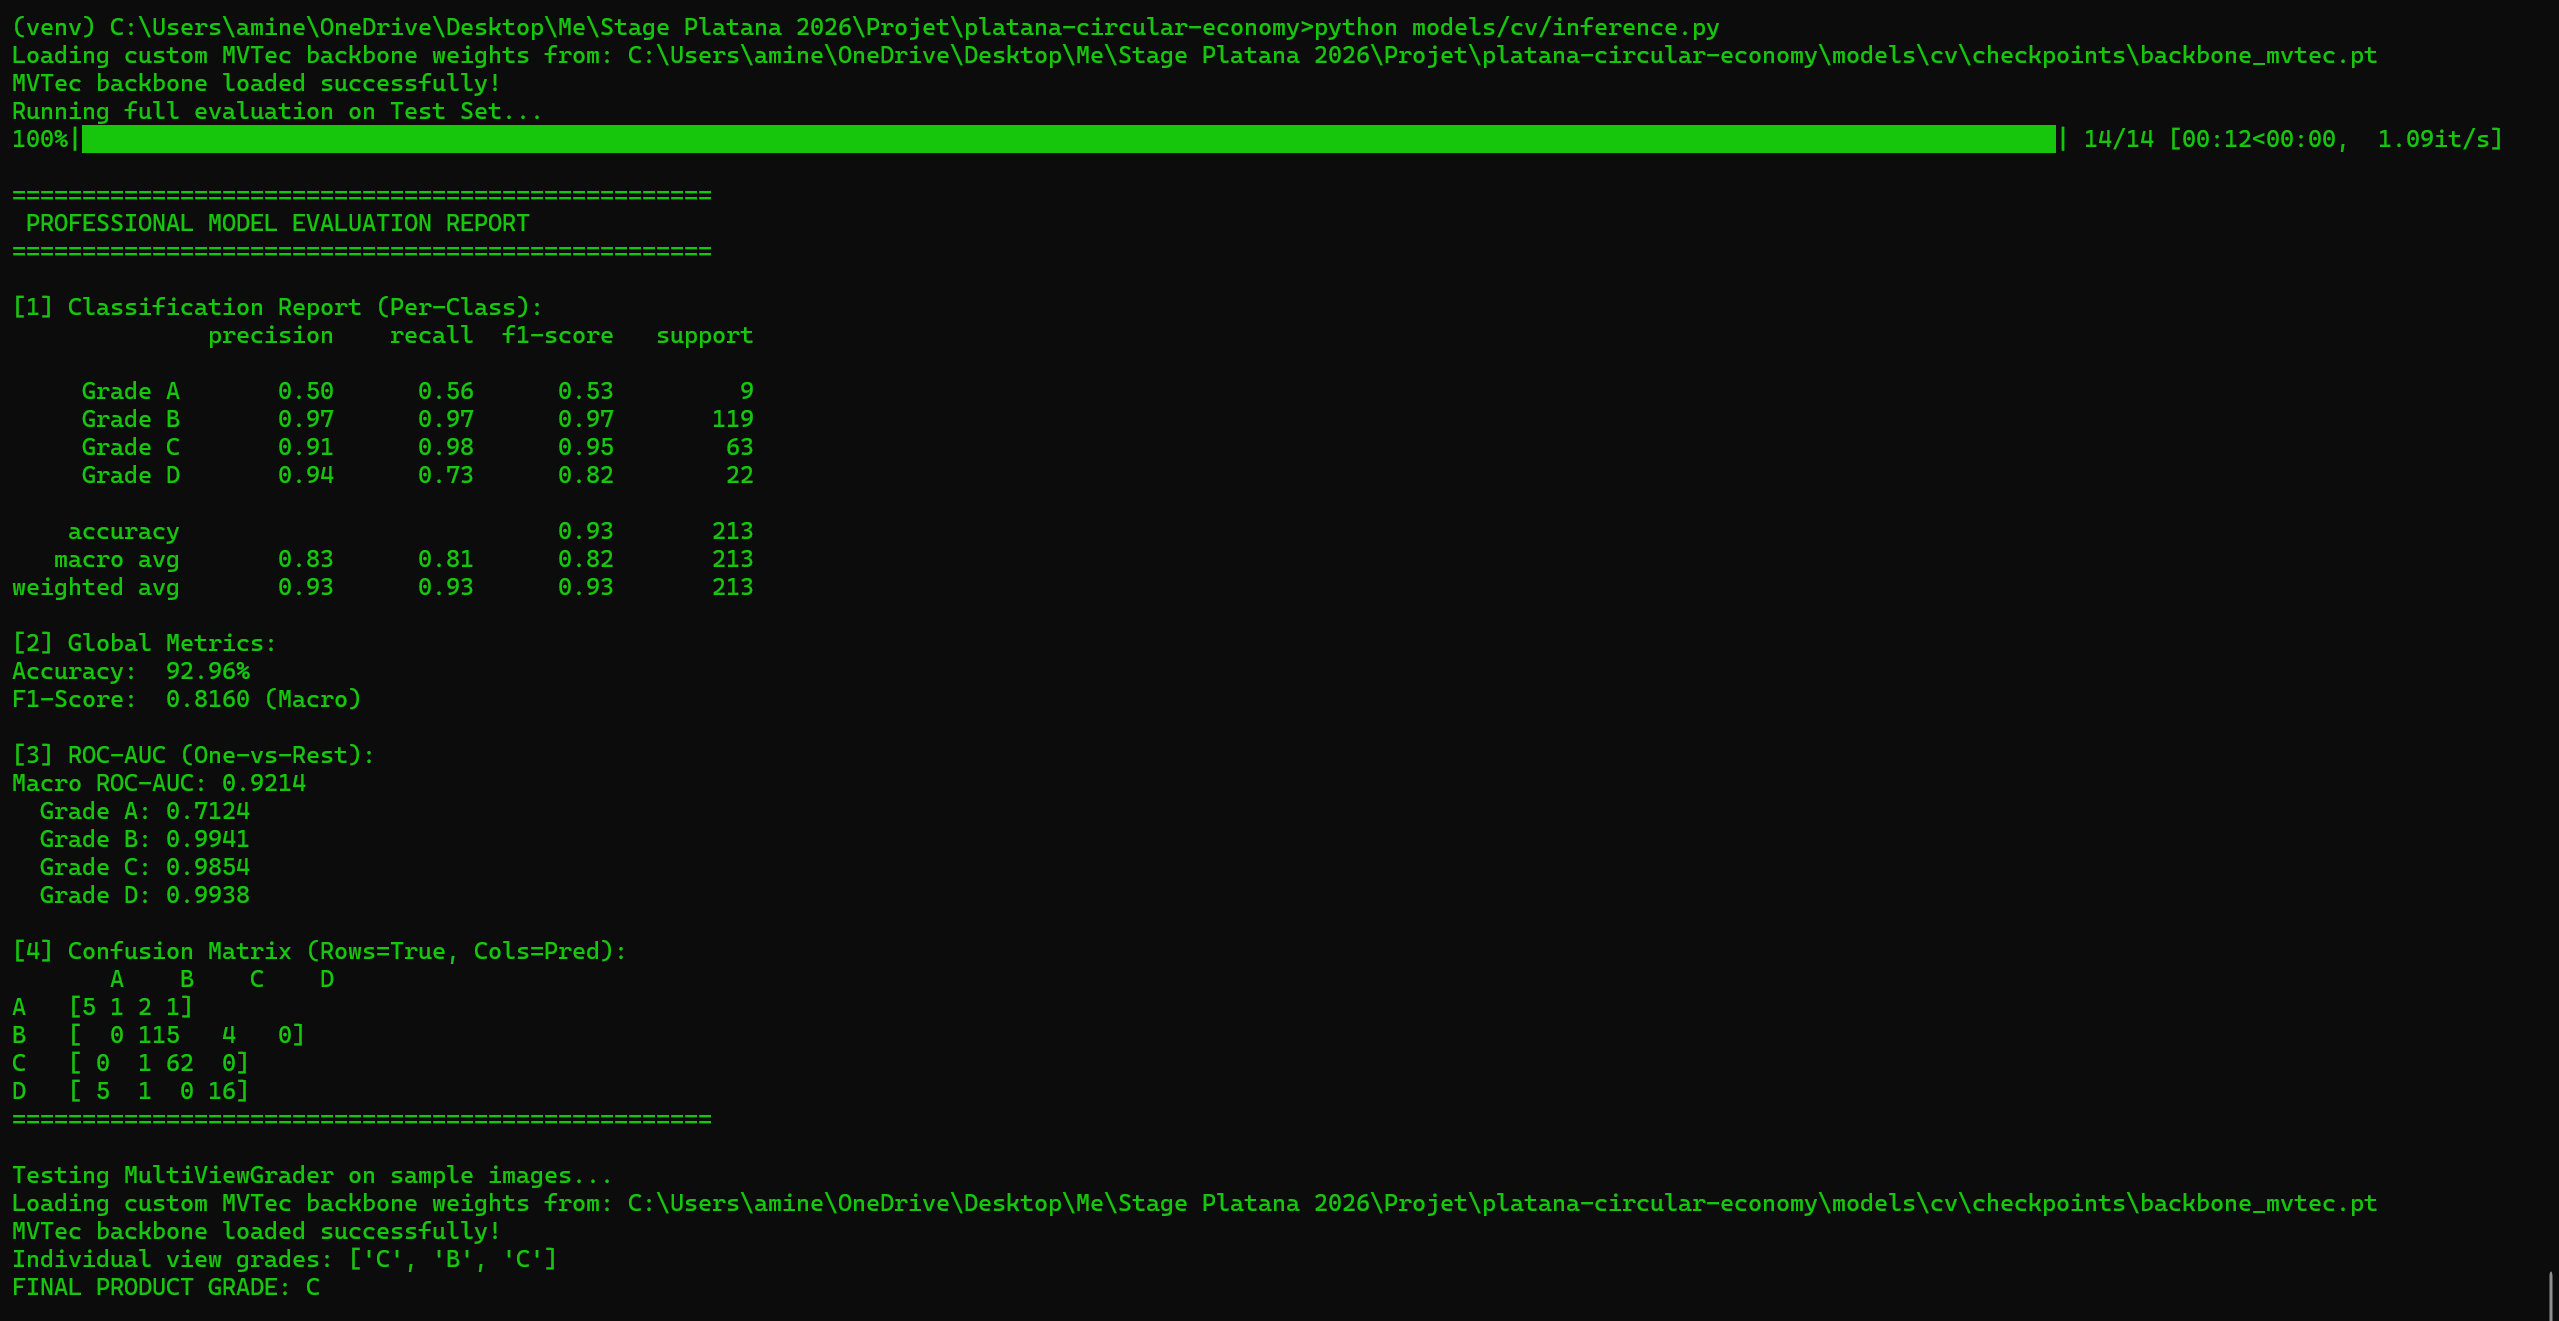 (venv) C:\Users\amine\OneDrive\Desktop\Me\Stage Platana 2026\Projet\platana-circular-economy>python models/cv/inference.py
Loading custom MVTec backbone weights from: C:\Users\amine\OneDrive\Desktop\Me\Stage Platana 2026\Projet\platana-circular-economy\models\cv\checkpoints\backbone_mvtec.pt
MVTec backbone loaded successfully!
Running full evaluation on Test Set...
100%|| 14/14 [00:12<00:00,  1.09it/s]
==================================================
 PROFESSIONAL MODEL EVALUATION REPORT
==================================================
[1] Classification Report (Per-Class):
              precision    recall  f1-score   support
     Grade A       0.50      0.56      0.53         9
     Grade B       0.97      0.97      0.97       119
     Grade C       0.91      0.98      0.95        63
     Grade D       0.94      0.73      0.82        22
    accuracy                           0.93       213
   macro avg       0.83      0.81      0.82       213
weighted avg       0.93      0.93      0.93       213
[2] Global Metrics:
Accuracy:  92.96%
F1-Score:  0.8160 (Macro)
[3] ROC-AUC (One-vs-Rest):
Macro ROC-AUC: 0.9214
  Grade A: 0.7124
  Grade B: 0.9941
  Grade C: 0.9854
  Grade D: 0.9938
[4] Confusion Matrix (Rows=True, Cols=Pred):
       A    B    C    D
A   [5 1 2 1]
B   [  0 115   4   0]
C   [ 0  1 62  0]
D   [ 5  1  0 16]
==================================================
Testing MultiViewGrader on sample images...
Loading custom MVTec backbone weights from: C:\Users\amine\OneDrive\Desktop\Me\Stage Platana 2026\Projet\platana-circular-economy\models\cv\checkpoints\backbone_mvtec.pt
MVTec backbone loaded successfully!
Individual view grades: ['C', 'B', 'C']
FINAL PRODUCT GRADE: C